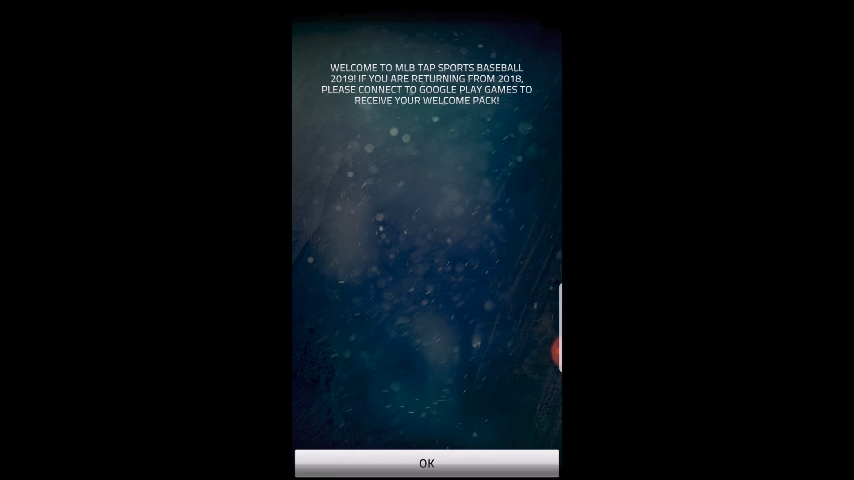 WELCOME TO MLB TAP SPORTS BASEBALL
2019! IF YOU ARE RETURNING FROM 2018,
PLEASE CONNECT TO GOOGLE PLAY GAMES TO
RECEIVE YOUR WELCOME PACK!
OK